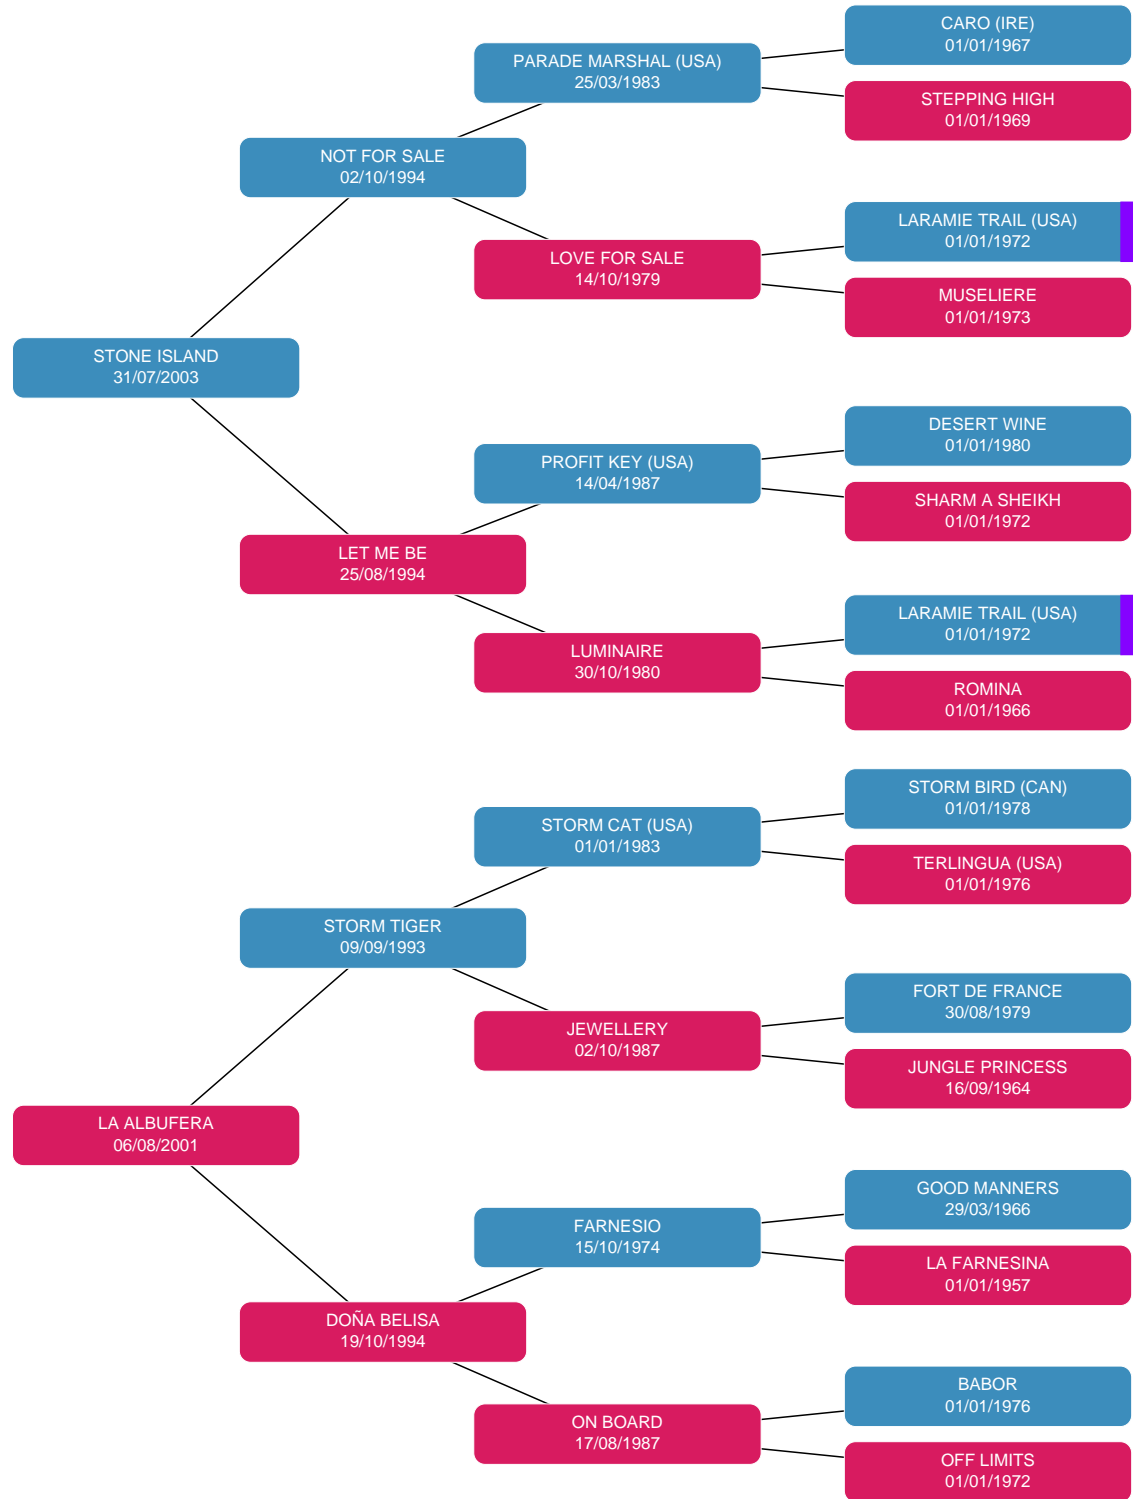 CARO (IRE)
01/01/1967
PARADE MARSHAL (USA)
25/03/1983
STEPPING HIGH
01/01/1969
NOT FOR SALE
02/10/1994
LARAMIE TRAIL (USA)
01/01/1972
LOVE FOR SALE
14/10/1979
MUSELIERE
01/01/1973
STONE ISLAND
31/07/2003
DESERT WINE
01/01/1980
PROFIT KEY (USA)
14/04/1987
SHARM A SHEIKH
01/01/1972
LET ME BE
25/08/1994
LARAMIE TRAIL (USA)
01/01/1972
LUMINAIRE
30/10/1980
ROMINA
01/01/1966
STORM BIRD (CAN)
01/01/1978
STORM CAT (USA)
01/01/1983
TERLINGUA (USA)
01/01/1976
STORM TIGER
09/09/1993
FORT DE FRANCE
30/08/1979
JEWELLERY
02/10/1987
JUNGLE PRINCESS
16/09/1964
LA ALBUFERA
06/08/2001
GOOD MANNERS
29/03/1966
FARNESIO
15/10/1974
LA FARNESINA
01/01/1957
DOÑA BELISA
19/10/1994
BABOR
01/01/1976
ON BOARD
17/08/1987
OFF LIMITS
01/01/1972